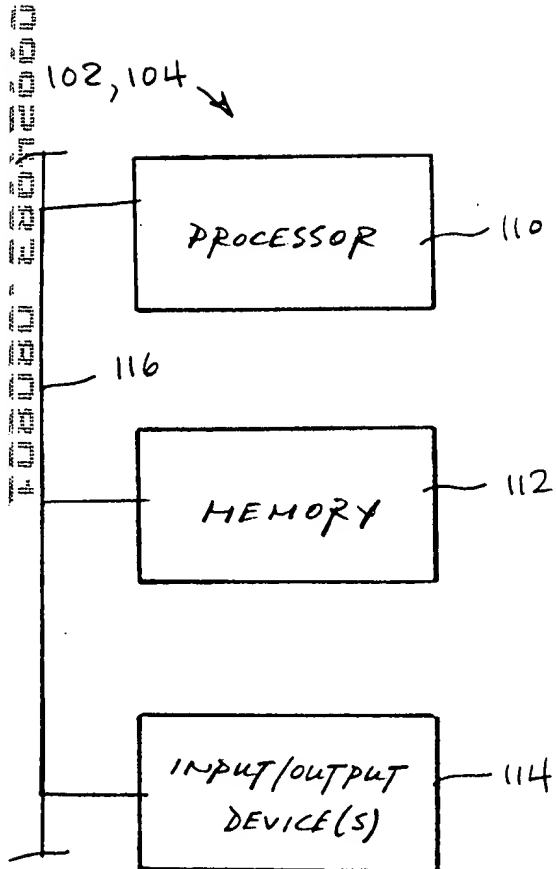 102, 104
PROCESSOR
110
116
MEMORY
112
INPUT/OUTPUT
DEVICE(S)
114